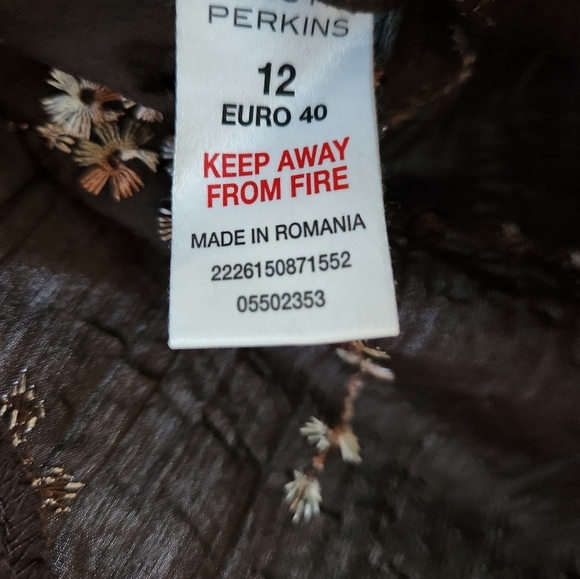 PERKINS
12
EURO 40
KEEP AWAY
FROM FIRE
MADE IN ROMANIA
2226150871552
05502353